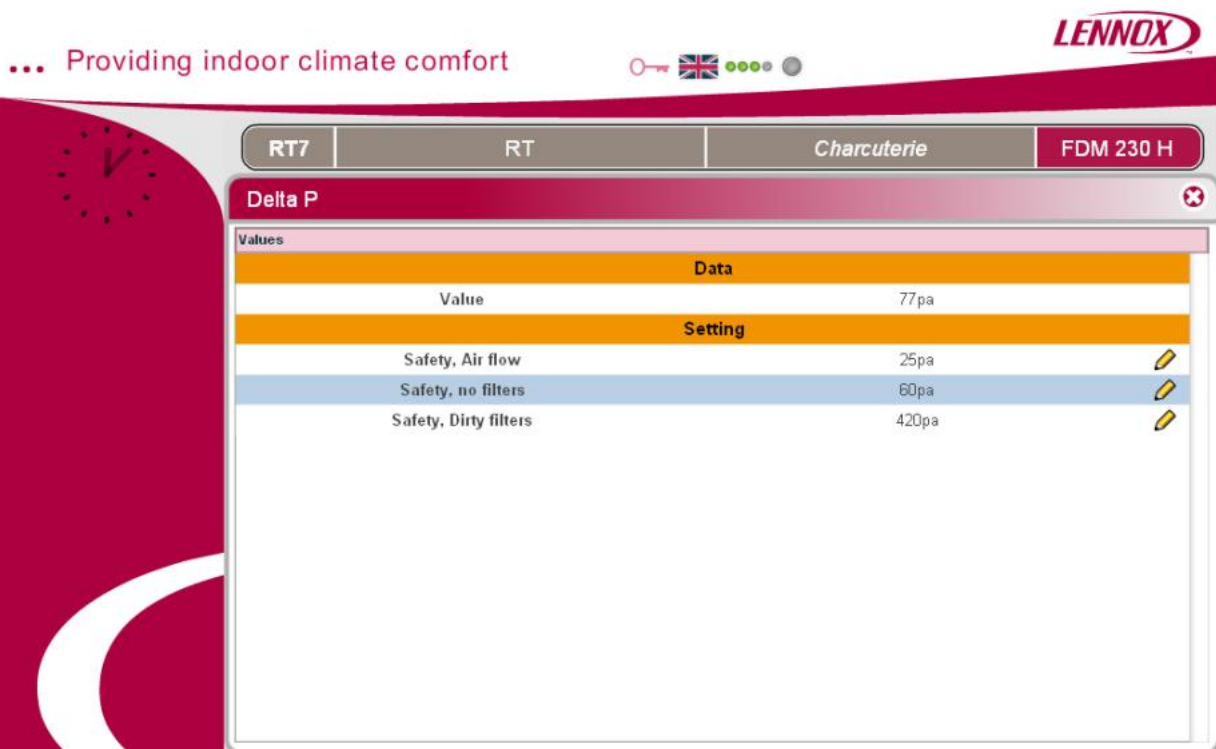 LENNOX
... Providing indoor climate comfort
RT7 RT Charcuterie FDM 230 H
Delta P
Values
Data
Value 77pa
Setting
Safety, Air flow 25pa
Safety, no filters 60pa
Safety, Dirty filters 420pa